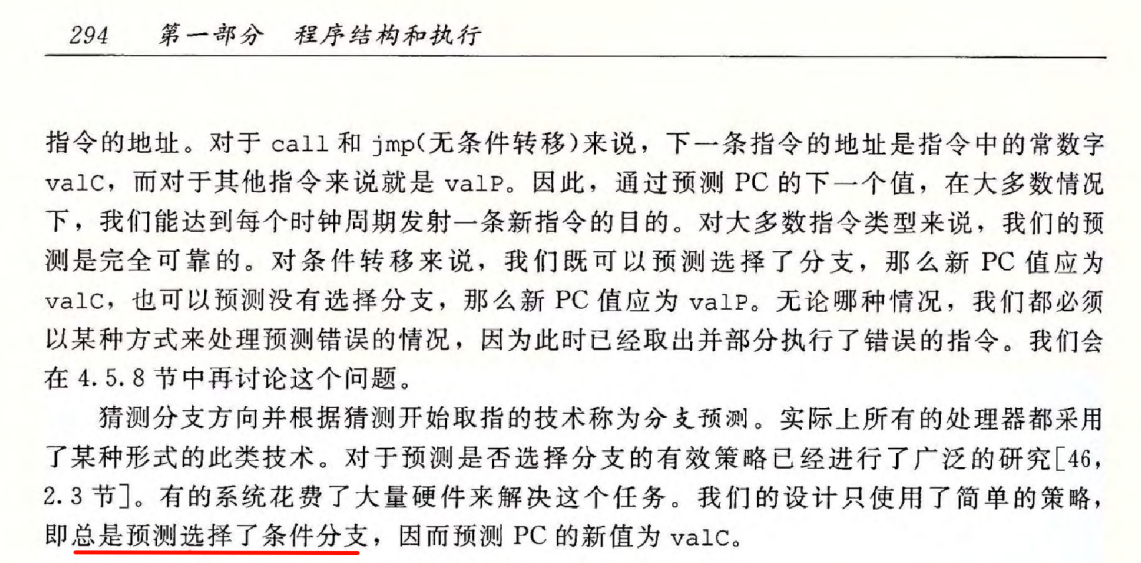 294 第一部分 程序结构和执行
指令的地址。对于 call 和 jmp(无条件转移)来说，下一条指令的地址是指令中的常数字
valC，而对于其他指令来说就是 valP。因此，通过预测 PC 的下一个值，在大多数情况
下，我们能达到每个时钟周期发射一条新指令的目的。对大多数指令类型来说，我们的预
测是完全可靠的。对条件转移来说，我们既可以预测选择了分支，那么新 PC 值应为
valC，也可以预测没有选择分支，那么新 PC 值应为 valP。无论哪种情况，我们都必须
以某种方式来处理预测错误的情况，因为此时已经取出并部分执行了错误的指令。我们会
在 4.5.8 节中再讨论这个问题。
猜测分支方向并根据猜测开始取指的技术称为分支预测。实际上所有的处理器都采用
了某种形式的此类技术。对于预测是否选择分支的有效策略已经进行了广泛的研究[46，
2.3 节]。有的系统花费了大量硬件来解决这个任务。我们的设计只使用了简单的策略，
即总是预测选择了条件分支，因而预测 PC 的新值为 valC。